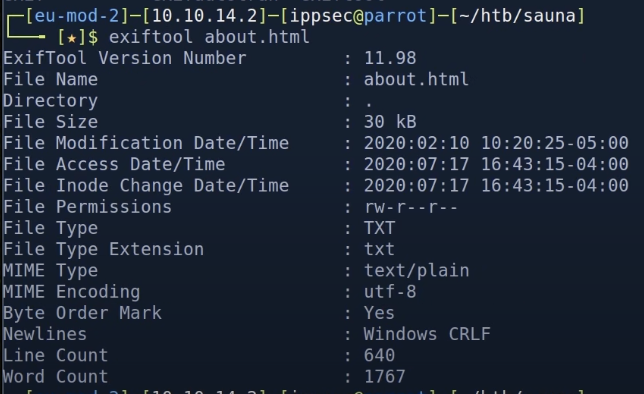 ┌─[eu-mod-2]─[10.10.14.2]─[ippsec@parrot]─[~/htb/sauna]
└──╼ [★]$ exiftool about.html
ExifTool Version Number         : 11.98
File Name                       : about.html
Directory                       : .
File Size                       : 30 kB
File Modification Date/Time     : 2020:02:10 10:20:25-05:00
File Access Date/Time           : 2020:07:17 16:43:15-04:00
File Inode Change Date/Time     : 2020:07:17 16:43:15-04:00
File Permissions                : rw-r--r--
File Type                       : TXT
File Type Extension             : txt
MIME Type                       : text/plain
MIME Encoding                   : utf-8
Byte Order Mark                 : Yes
Newlines                        : Windows CRLF
Line Count                      : 640
Word Count                      : 1767